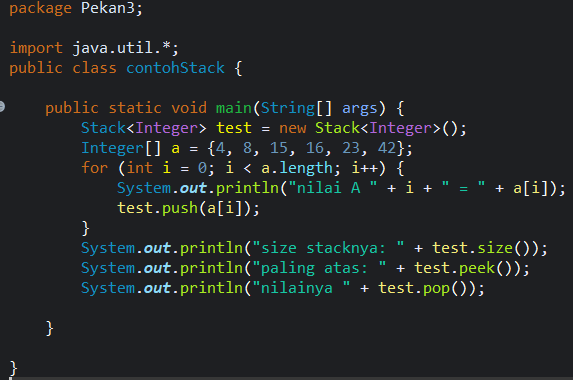 package Pekan3;
import java.util.*;
public class contohStack {
public static void main(String[] args) {
Stack<Integer> test = new Stack<Integer>();
Integer[] a = {4, 8, 15, 16, 23, 42};
for (int i = 0; i < a.length; i++) {
System.out.println("nilai A " + i + " = " + a[i]);
test.push(a[i]);
}
System.out.println("size stacknya: " + test.size());
System.out.println("paling atas: " + test.peek());
System.out.println("nilainya " + test.pop());
}
}